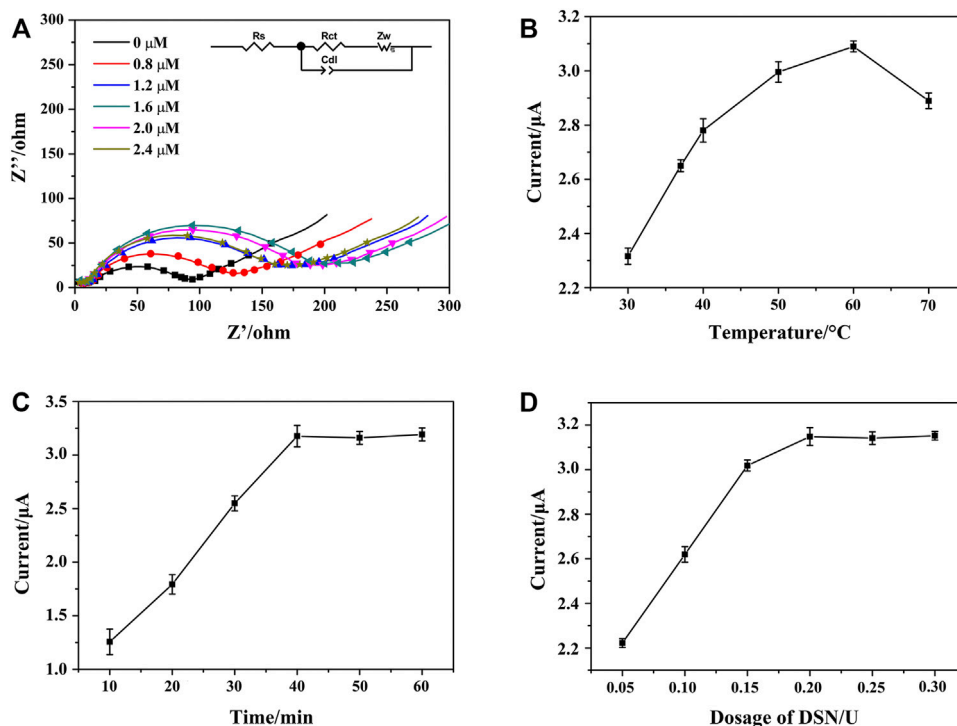 A
300
250
200
150
100
75
50
25
0
Z’’/ohm
0 μM
0.8 μM
1.2 μM
1.6 μM
2.0 μM
2.4 μM
Rs
Rct
Zw
s
Cdl
0 50 100 150 200 250 300
Z’/ohm
B
3.2
3.0
2.8
2.6
2.4
2.2
Current/μA
30 40 50 60 70
Temperature/°C
C
3.5
3.0
2.5
2.0
1.5
1.0
Current/μA
10 20 30 40 50 60
Time/min
D
3.4
3.2
3.0
2.8
2.6
2.4
2.2
Current/μA
0.05 0.10 0.15 0.20 0.25 0.30
Dosage of DSN/U